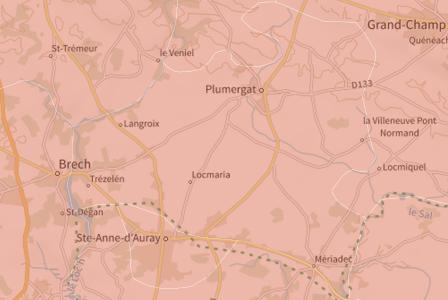 Grand-Champ
Quénéach
St-Trémeur
le Veniel
Plumergat
D133
la Villeneuve Pont
Normand
Langroix
Brech
Trézelén
Locmaria
Locmiquel
St-Dégan
le Sal
Ste-Anne-d'Auray
Mériadec